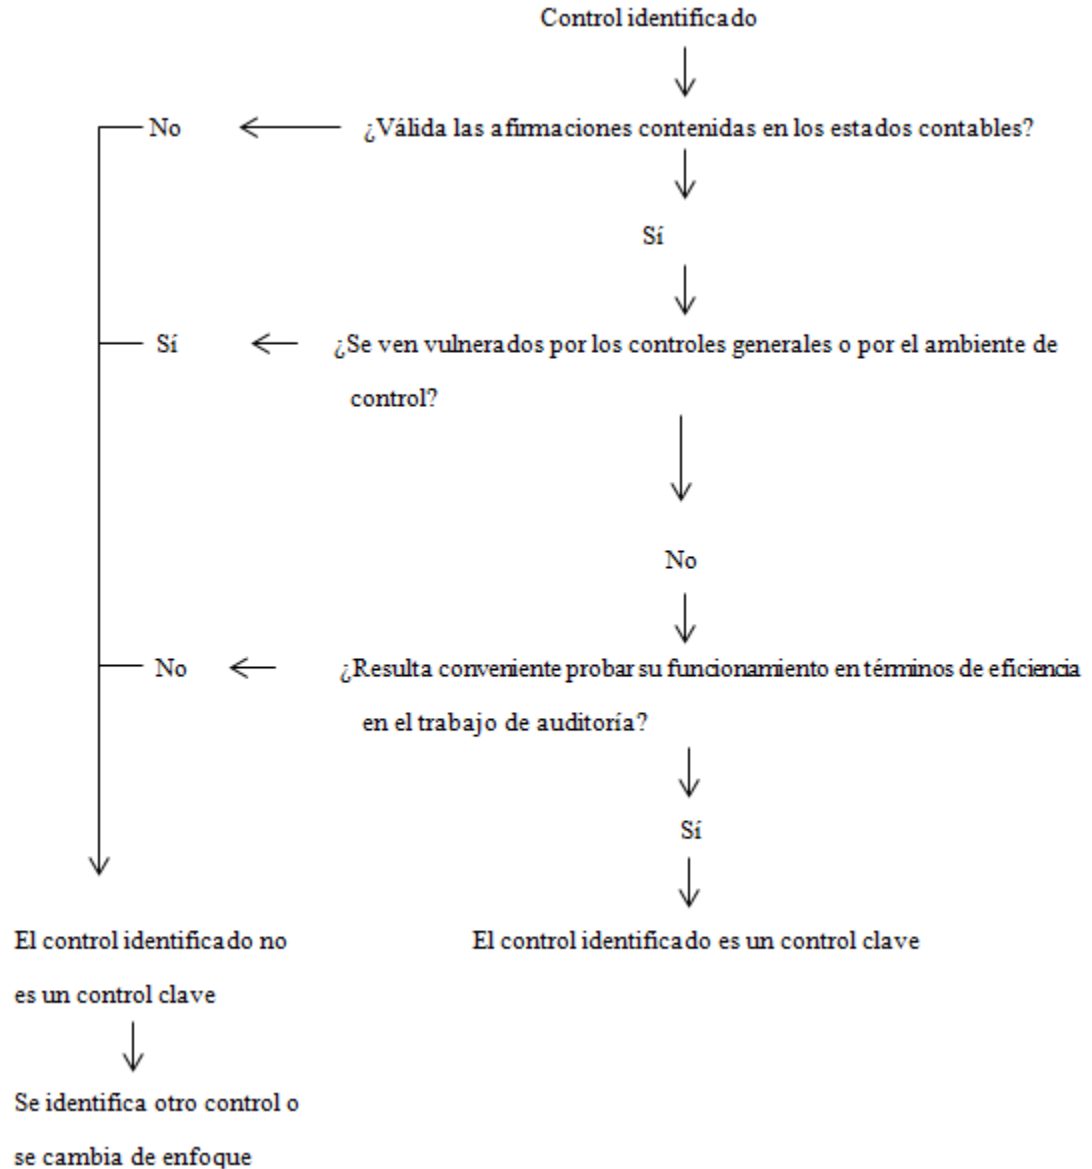 Control identificado
No
¿Válida las afirmaciones contenidas en los estados contables?
Sí
Sí
¿Se ven vulnerados por los controles generales o por el ambiente de
control?
No
No
¿Resulta conveniente probar su funcionamiento en términos de eficiencia
en el trabajo de auditoría?
Sí
El control identificado no
es un control clave
El control identificado es un control clave
Se identifica otro control o
se cambia de enfoque